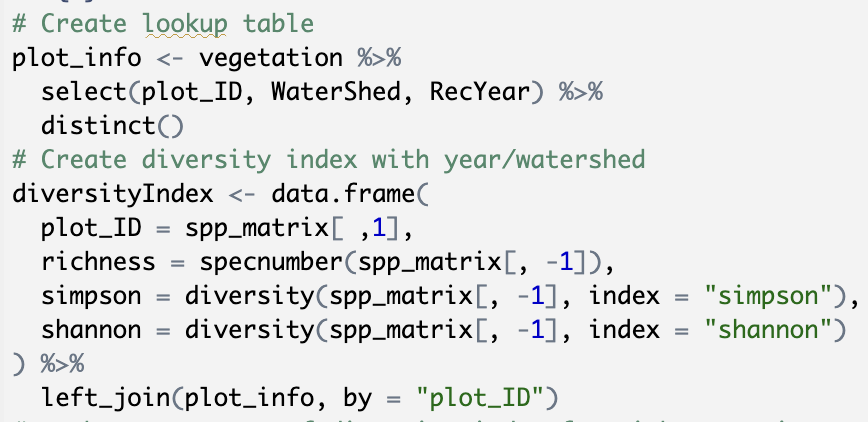 # Create lookup table
plot_info <- vegetation %>%
  select(plot_ID, WaterShed, RecYear) %>%
  distinct()
# Create diversity index with year/watershed
diversityIndex <- data.frame(
  plot_ID = spp_matrix[ ,1],
  richness = specnumber(spp_matrix[, -1]),
  simpson = diversity(spp_matrix[, -1], index = "simpson"),
  shannon = diversity(spp_matrix[, -1], index = "shannon")
) %>%
  left_join(plot_info, by = "plot_ID")